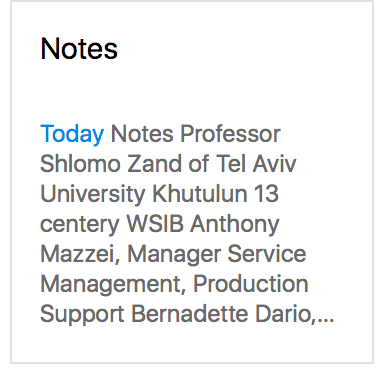 Notes
Today Notes Professor
Shlomo Zand of Tel Aviv
University Khutulun 13
centery WSIB Anthony
Mazzei, Manager Service
Management, Production
Support Bernadette Dario,...